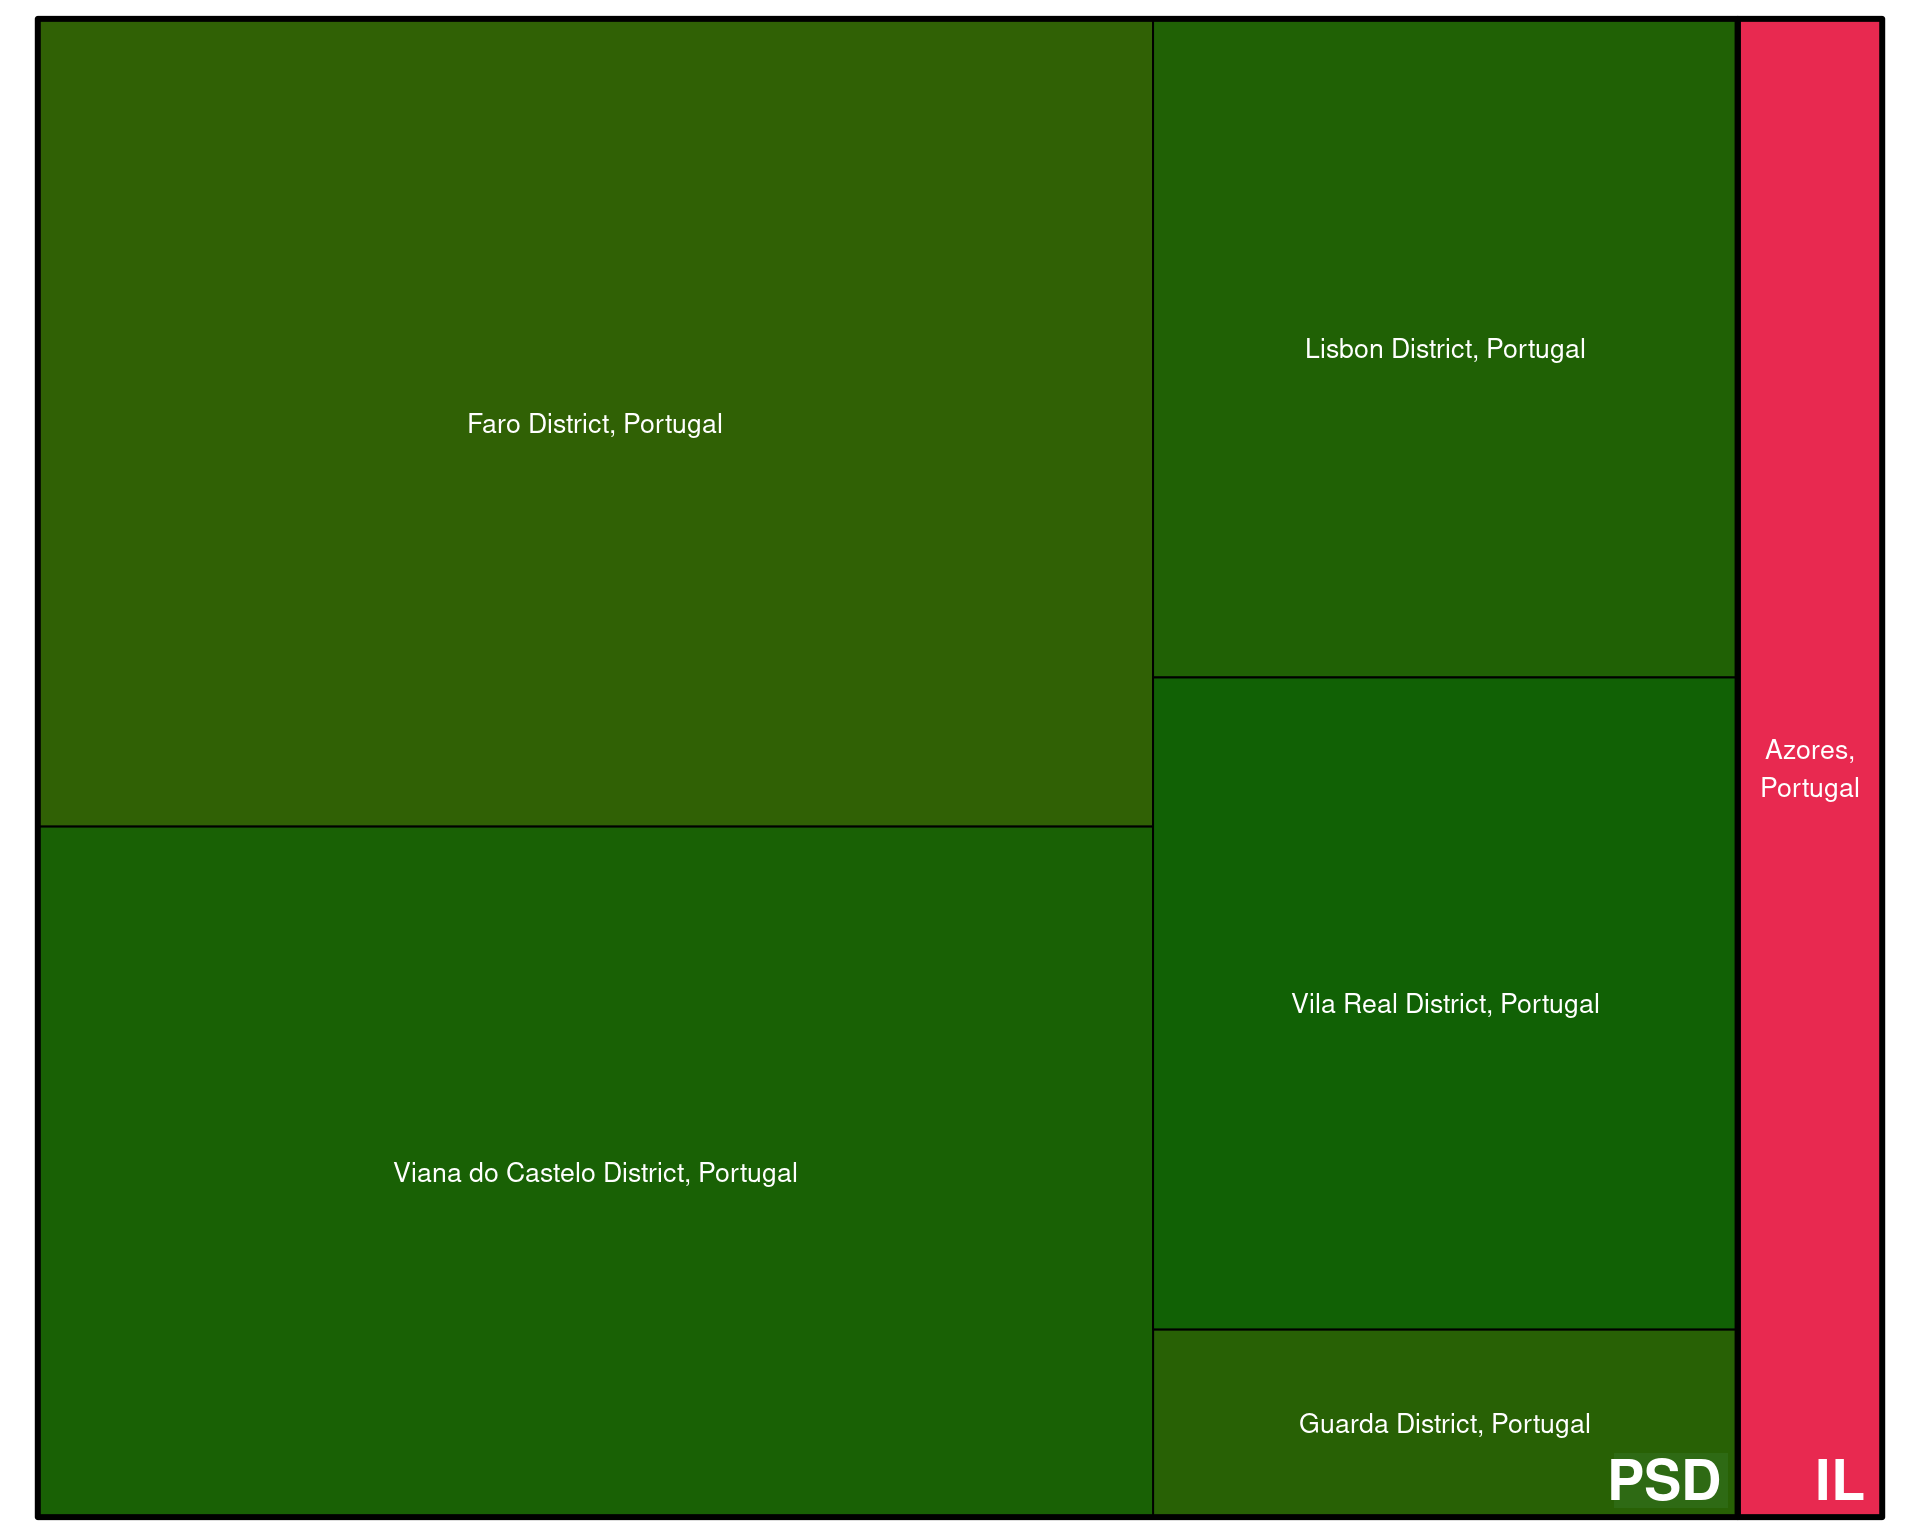 Faro District, Portugal
Viana do Castelo District, Portugal
Lisbon District, Portugal
Vila Real District, Portugal
Guarda District, Portugal
PSD
Azores,
Portugal
IL